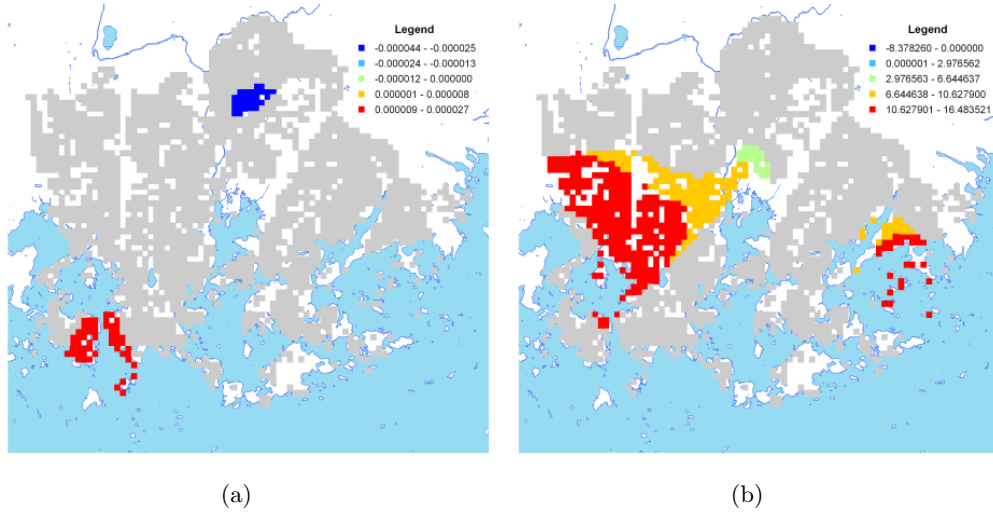 Legend
-0.000044 - -0.000025
-0.000024 - -0.000013
-0.000012 - 0.000000
0.000001 - 0.000008
0.000009 - 0.000027
Legend
-8.378260 - 0.000000
0.000001 - 2.976562
2.976563 - 6.644637
6.644638 - 10.627900
10.627901 - 16.483521
(a)
(b)